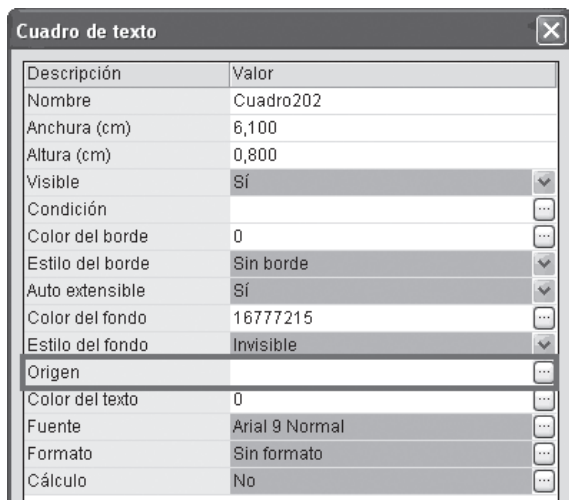 Cuadro de texto
Descripción Valor
Nombre Cuadro202
Anchura (cm) 6,100
Altura (cm) 0,800
Visible Sí
Condición
Color del borde 0
Estilo del borde Sin borde
Auto extensible Sí
Color del fondo 16777215
Estilo del fondo Invisible
Origen
Color del texto 0
Fuente Arial 9 Normal
Formato Sin formato
Cálculo No